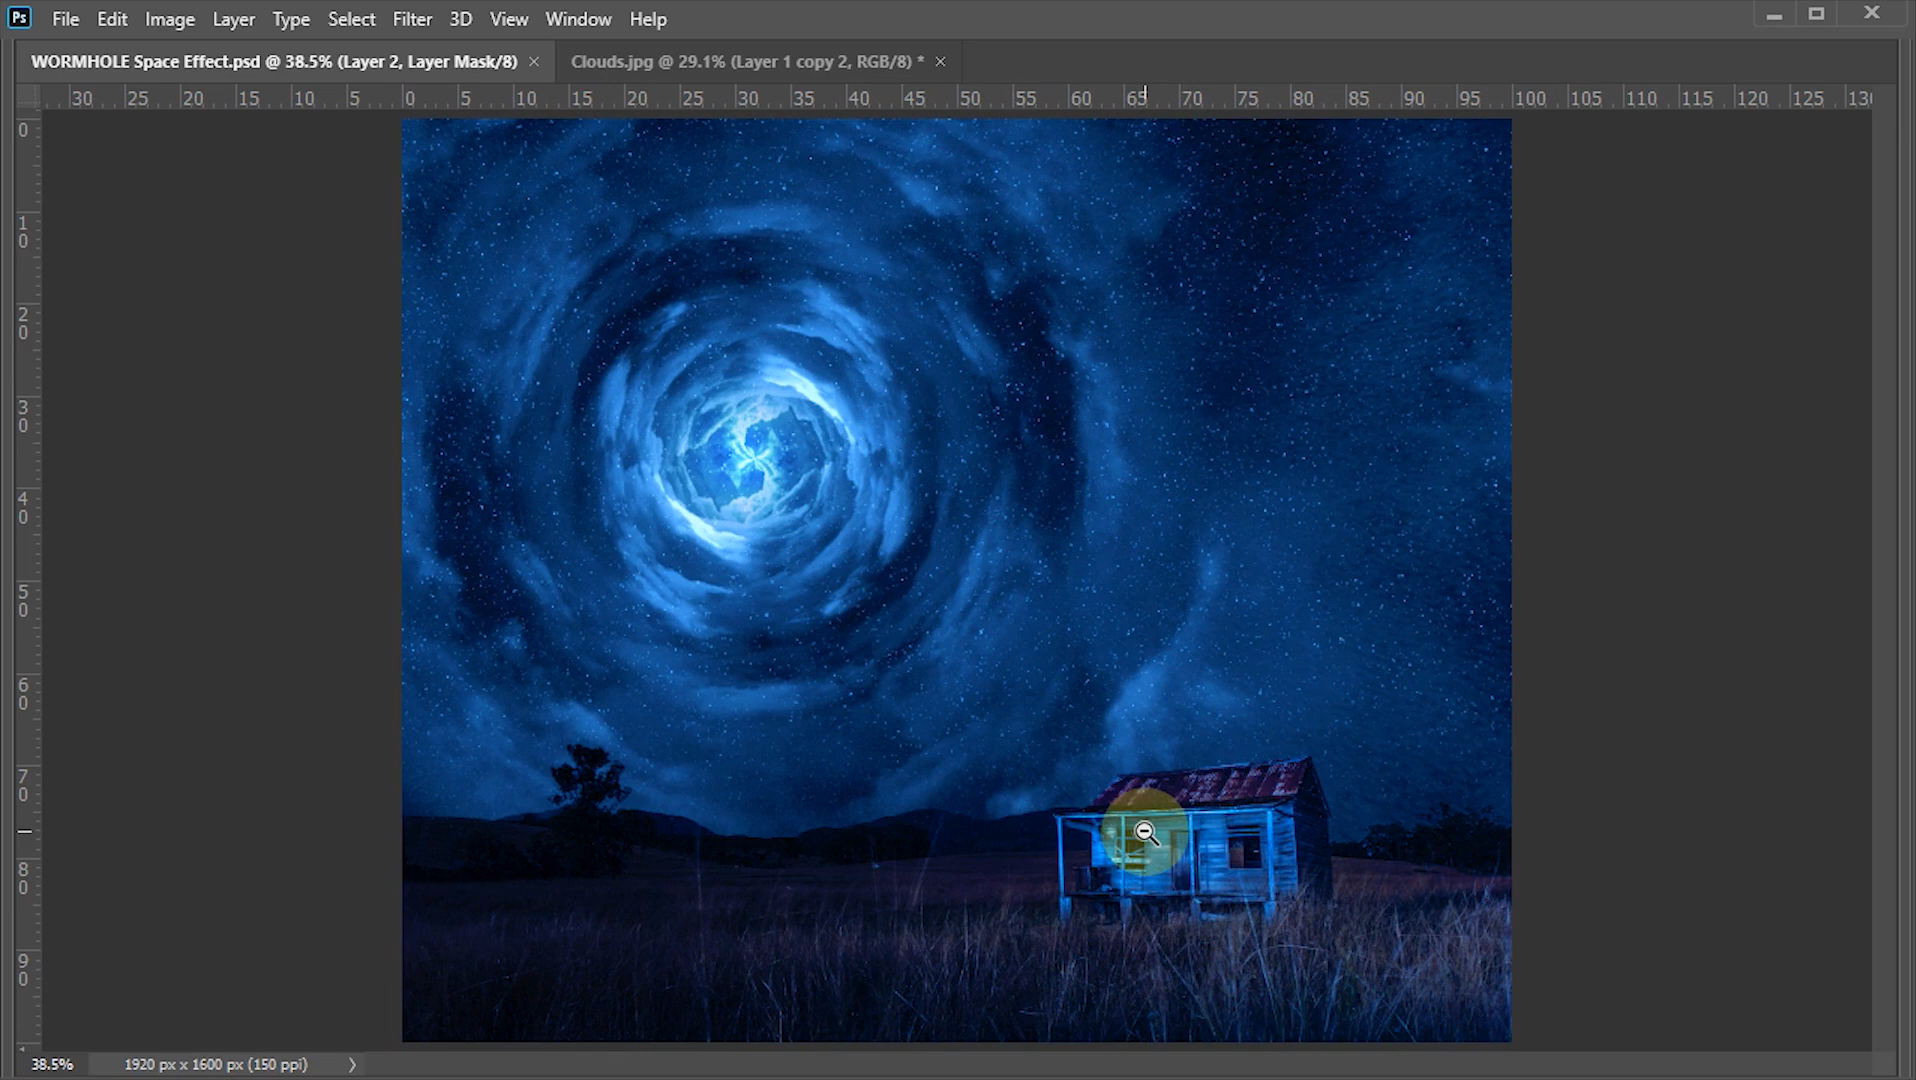 Ps File Edit Image Layer Type Select Filter 3D View Window Help
WORMHOLE Space Effect.psd @ 38.5% (Layer 2, Layer Mask/8) × Clouds.jpg @ 29.1% (Layer 1 copy 2, RGB/8) * ×
30 25 20 15 10 5 0 5 10 15 20 25 30 35 40 45 50 55 60 65 70 75 80 85 90 95 100 105 110 115 120 125
0
10
20
30
40
50
60
70
80
90
38.5% 1920 px x 1600 px (150 ppi)